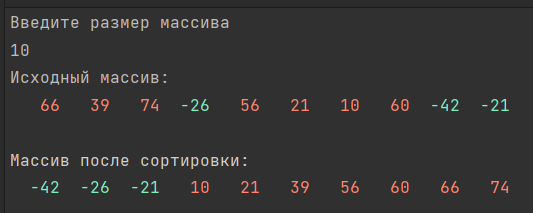 Введите размер массива
10
Исходный массив:
66 39 74 -26 56 21 10 60 -42 -21
Массив после сортировки:
-42 -26 -21 10 21 39 56 60 66 74